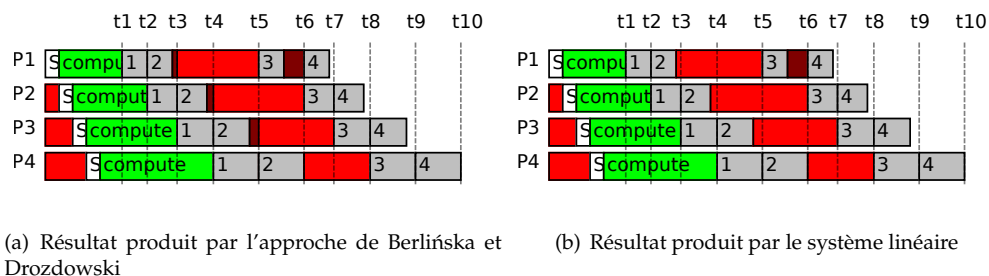 t1 t2 t3 t4 t5 t6 t7 t8 t9 t10
P1 S compu 1 2 3 4
P2 S comput 1 2 3 4
P3 S compute 1 2 3 4
P4 S compute 1 2 3 4
(a) Résultat produit par l'approche de Berlińska et
Drozdowski
t1 t2 t3 t4 t5 t6 t7 t8 t9 t10
P1 S compu 1 2 3 4
P2 S comput 1 2 3 4
P3 S compute 1 2 3 4
P4 S compute 1 2 3 4
(b) Résultat produit par le système linéaire